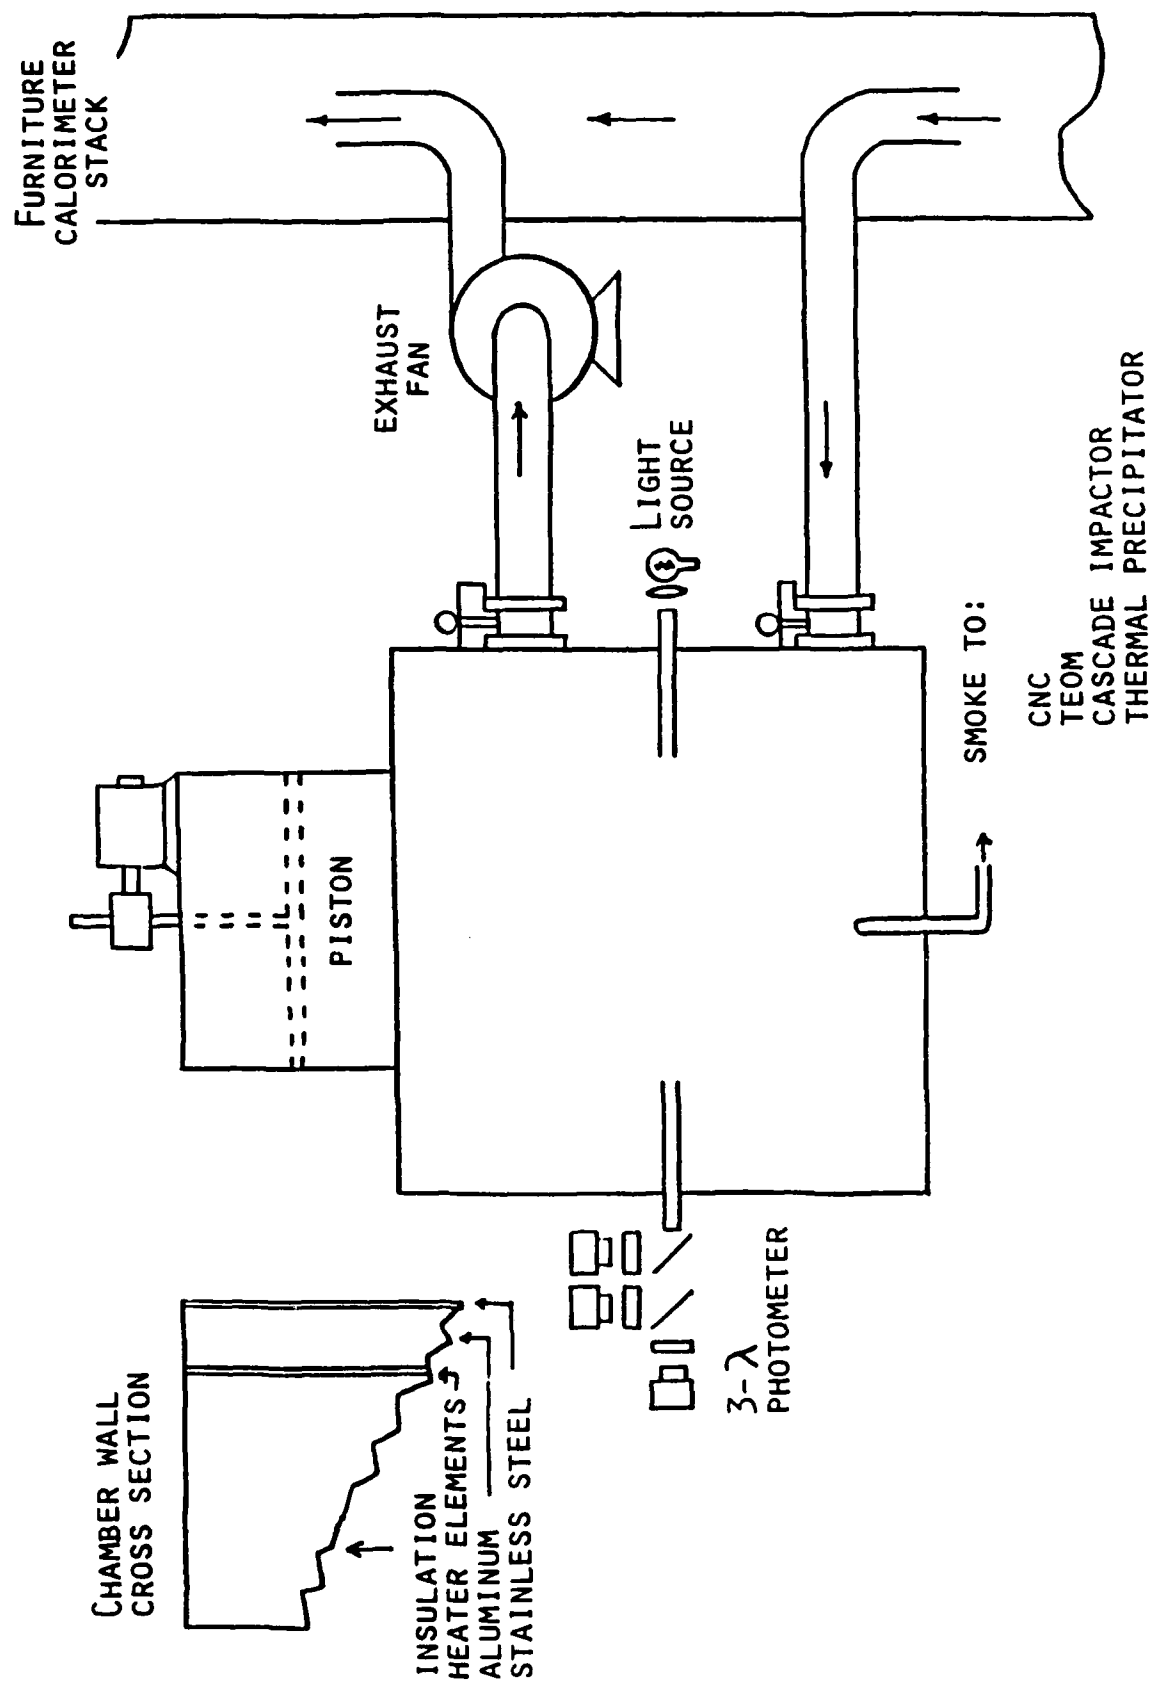 FURNITURE
CALORIMETER
STACK
EXHAUST
FAN
LIGHT
SOURCE
PISTON
SMOKE TO:
CNC
TEOM
CASCADE IMPACTOR
THERMAL PRECIPITATOR
3-λ
PHOTOMETER
CHAMBER WALL
CROSS SECTION
INSULATION
HEATER ELEMENTS
ALUMINUM
STAINLESS STEEL